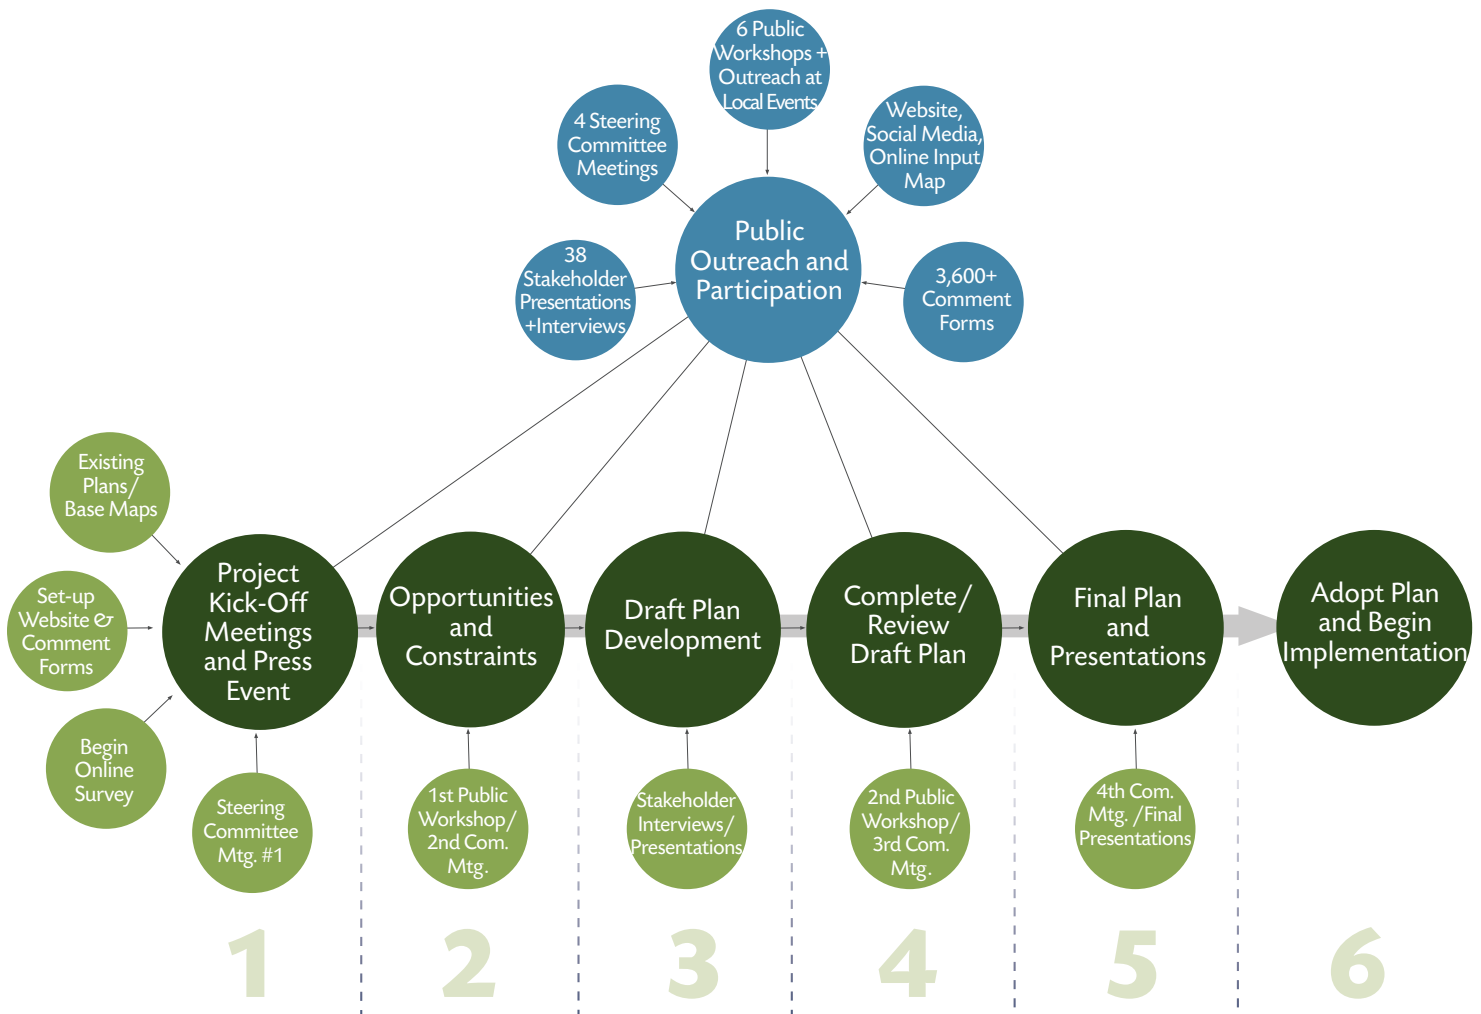 6 Public
Workshops +
Outreach at
Local Events
4 Steering
Committee
Meetings
Website,
Social Media,
Online Input
Map
38
Stakeholder
Presentations
+Interviews
Public
Outreach and
Participation
3,600+
Comment
Forms
Existing
Plans/
Base Maps
Set-up
Website &
Comment
Forms
Begin
Online
Survey
Project
Kick-Off
Meetings
and Press
Event
Opportunities
and
Constraints
Draft Plan
Development
Complete/
Review
Draft Plan
Final Plan
and
Presentations
Adopt Plan
and Begin
Implementation
Steering
Committee
Mtg. #1
1st Public
Workshop/
2nd Com.
Mtg.
Stakeholder
Interviews/
Presentations
2nd Public
Workshop/
3rd Com.
Mtg.
4th Com.
Mtg. /Final
Presentations
1
2
3
4
5
6